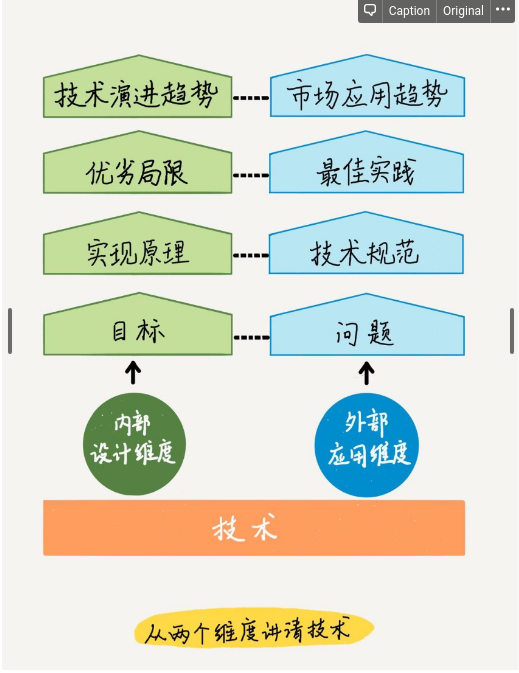 Caption Original
技术演进趋势
市场应用趋势
优劣局限
最佳实践
实现原理
技术规范
目标
问题
内部
设计维度
外部
应用维度
技术
从两个维度讲清技术